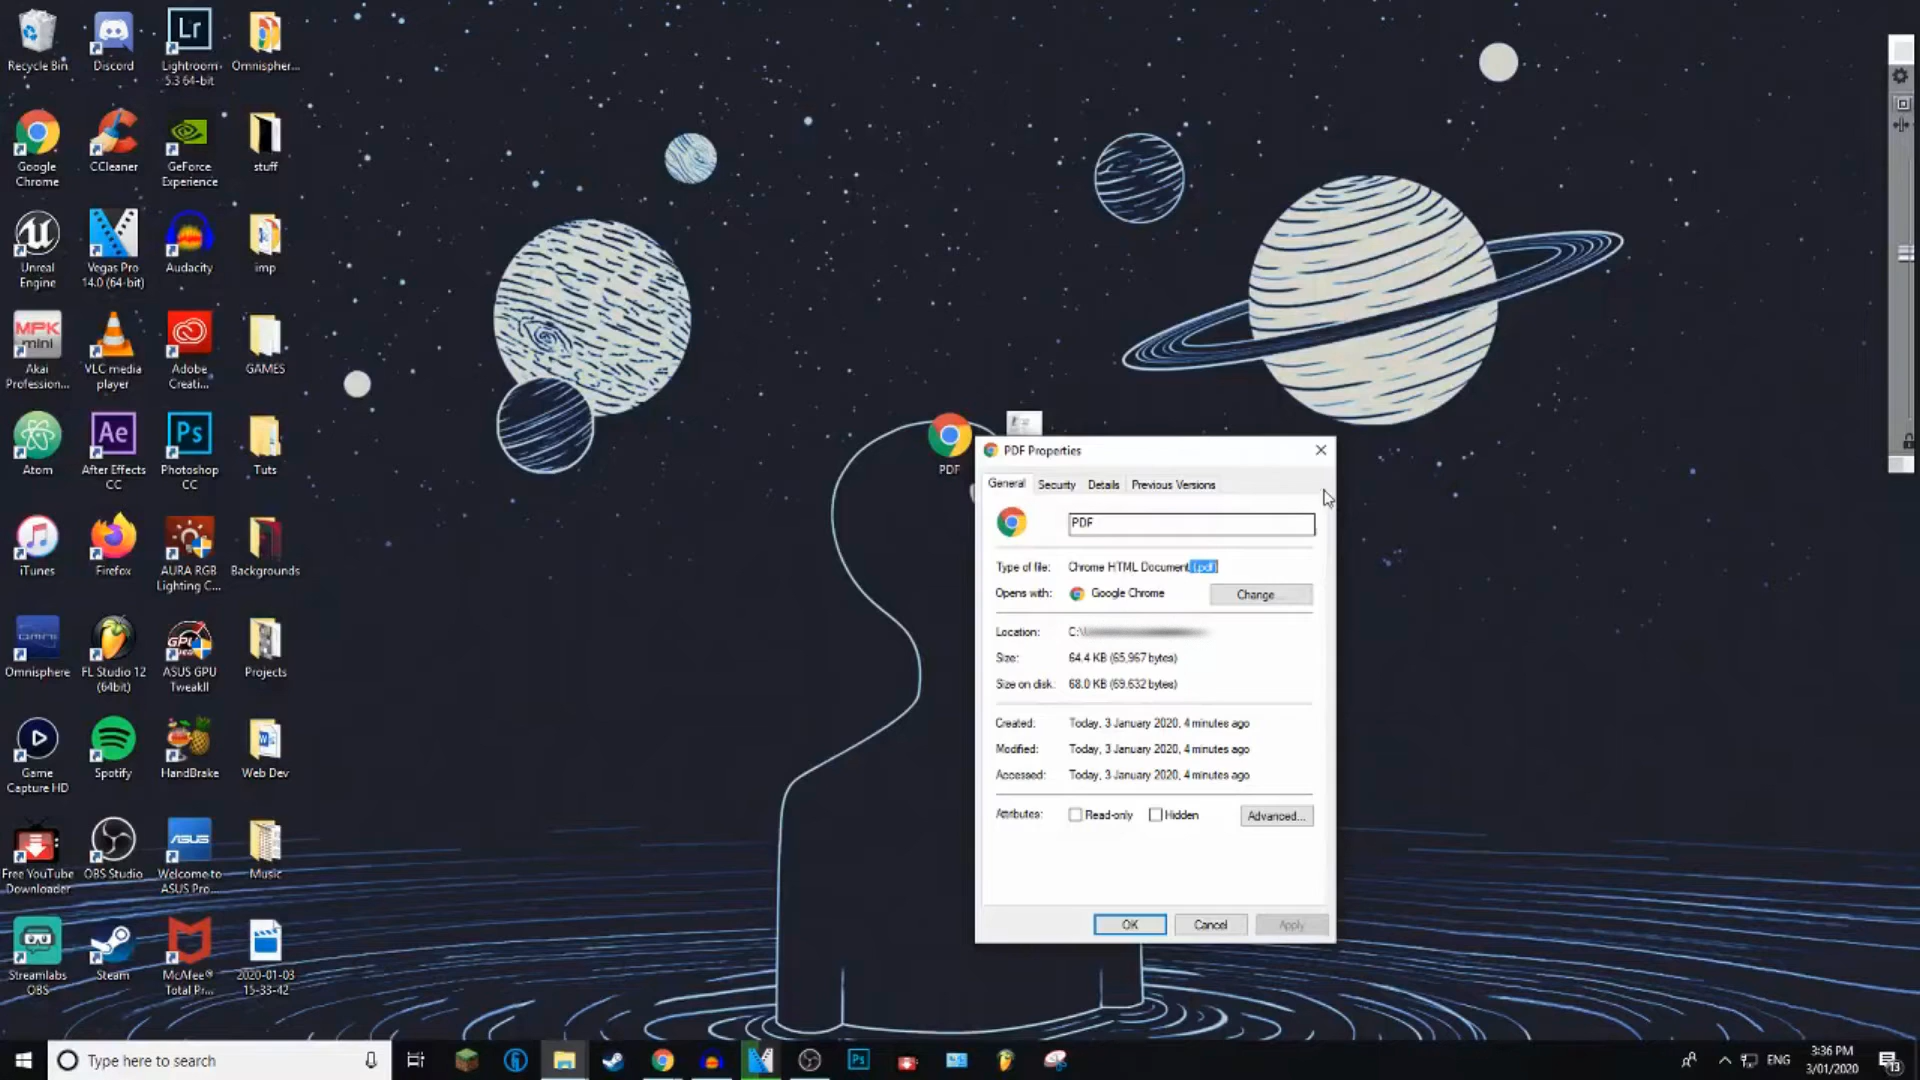 Recycle Bin
Discord
Lightroom
5.3 64-bit
Omnispher...
Google
Chrome
CCleaner
GeForce
Experience
stuff
Unreal
Engine
Vegas Pro
14.0 (64-bit)
Audacity
imp
MPK
mini
Akai
Profession...
VLC media
player
Adobe
Creati...
GAMES
Atom
Ae
After Effects
CC
Ps
Photoshop
CC
Tuts
iTunes
Firefox
AURA RGB
Lighting C...
Backgrounds
Omnisphere
FL Studio 12
(64bit)
GPU
ASUS GPU
TweakII
Projects
Game
Capture HD
Spotify
HandBrake
Web Dev
Free YouTube
Downloader
OBS Studio
ASUS
Welcome to
ASUS Pro...
Music
Streamlabs
OBS
Steam
McAfee®
Total Pr...
2020-01-03
15-33-42
Lr
PDF
PDF Properties
General Security Details Previous Versions
PDF
Type of file: Chrome HTML Document (.pdf)
Opens with: Google Chrome Change...
Location: C:\
Size: 64.4 KB (65,967 bytes)
Size on disk: 68.0 KB (69,632 bytes)
Created: Today, 3 January 2020, 4 minutes ago
Modified: Today, 3 January 2020, 4 minutes ago
Accessed: Today, 3 January 2020, 4 minutes ago
Attributes: Read-only Hidden Advanced...
OK Cancel Apply
Type here to search
Ps
ENG
3:36 PM
3/01/2020
13